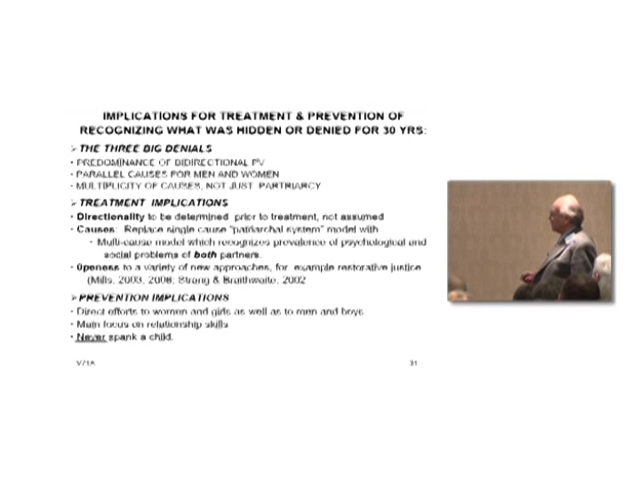 IMPLICATIONS FOR TREATMENT & PREVENTION OF
RECOGNIZING WHAT WAS HIDDEN OR DENIED FOR 30 YRS:
➢ THE THREE BIG DENIALS
• PREDOMINANCE OF BIDIRECTIONAL PV
• PARALLEL CAUSES FOR MEN AND WOMEN
• MULTIPLICITY OF CAUSES, NOT JUST PARTRIARCY
➢ TREATMENT IMPLICATIONS
• Directionality to be determined prior to treatment, not assumed
• Causes: Replace single cause "patriarchal system" model with
• Multi-cause model which recognizes prevalence of psychological and
social problems of both partners.
• Openess to a variety of new approaches, for example restorative justice
(Mills, 2003, 2006; Strang & Braithwaite, 2002
➢ PREVENTION IMPLICATIONS
• Direct efforts to women and girls as well as to men and boys
• Main focus on relationship skills
• Never spank a child.
31